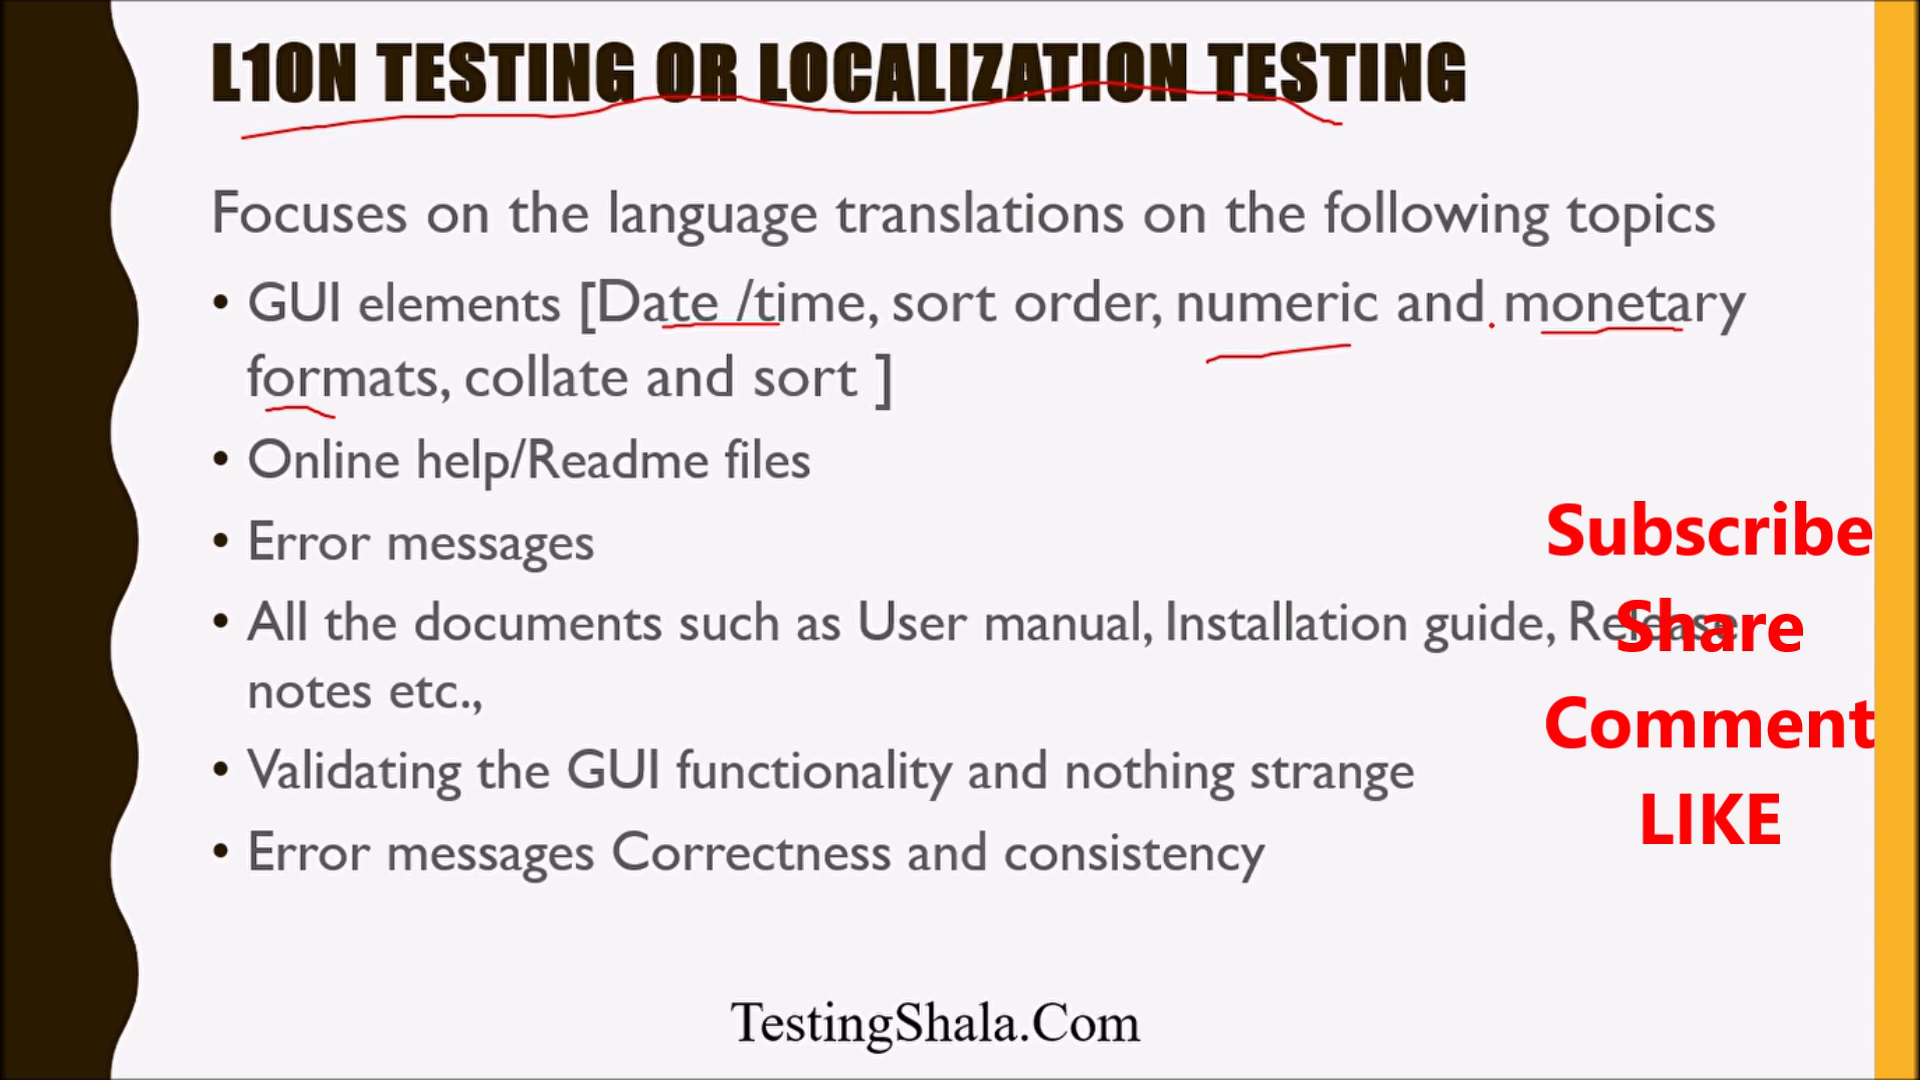 L10N TESTING OR LOCALIZATION TESTING
Focuses on the language translations on the following topics
• GUI elements [Date /time, sort order, numeric and monetary
formats, collate and sort ]
• Online help/Readme files
• Error messages
• All the documents such as User manual, Installation guide, Release
notes etc.,
• Validating the GUI functionality and nothing strange
• Error messages Correctness and consistency
Subscribe
Share
Comment
LIKE
TestingShala.Com